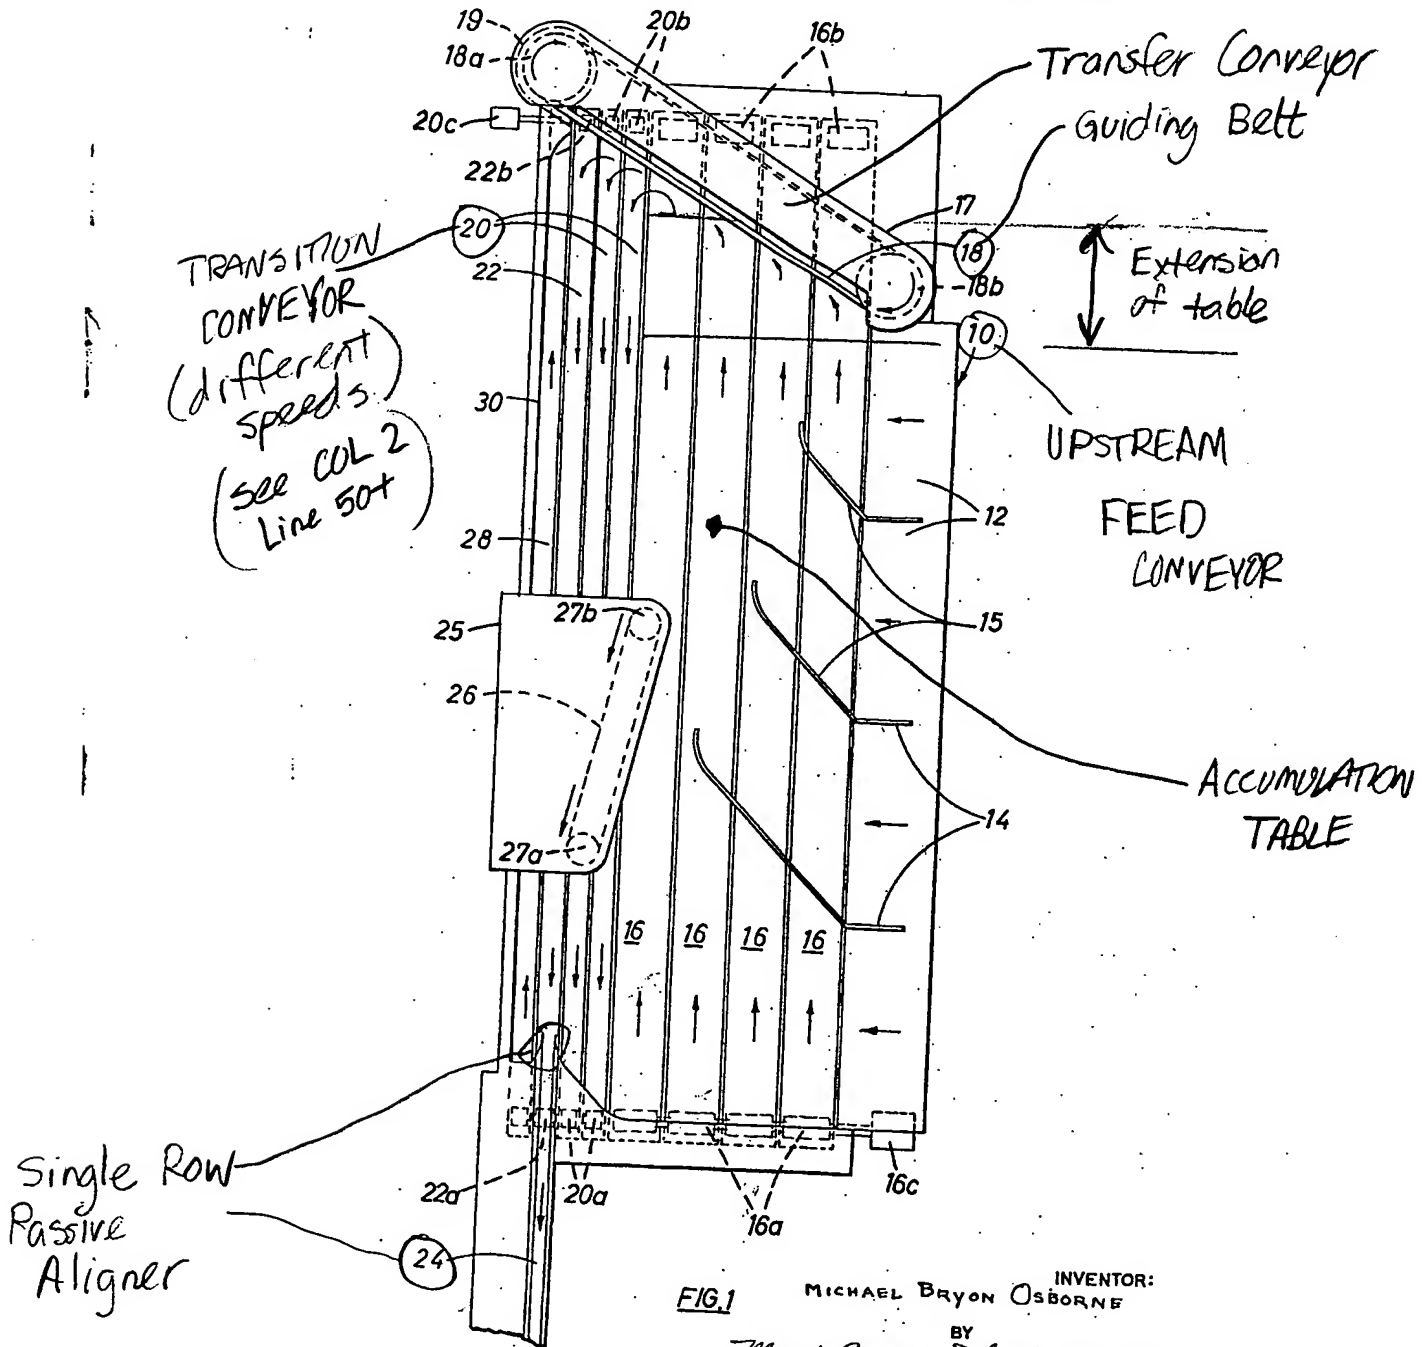 19
18a
20b
16b
Transfer Conveyor
Guiding Belt
20c
22b
17
20
18
18b
Extension
of table
TRANSITION
CONVEYOR
(different
speeds)
(see COL 2
Line 50+)
22
10
UPSTREAM
FEED
CONVEYOR
30
28
12
15
25
27b
26
27a
14
ACCUMULATION
TABLE
16 16 16 16
Single Row
Passive
Aligner
22a
20a
16a
16c
24
FIG.1
INVENTOR:
MICHAEL BRYON OSBORNE
BY